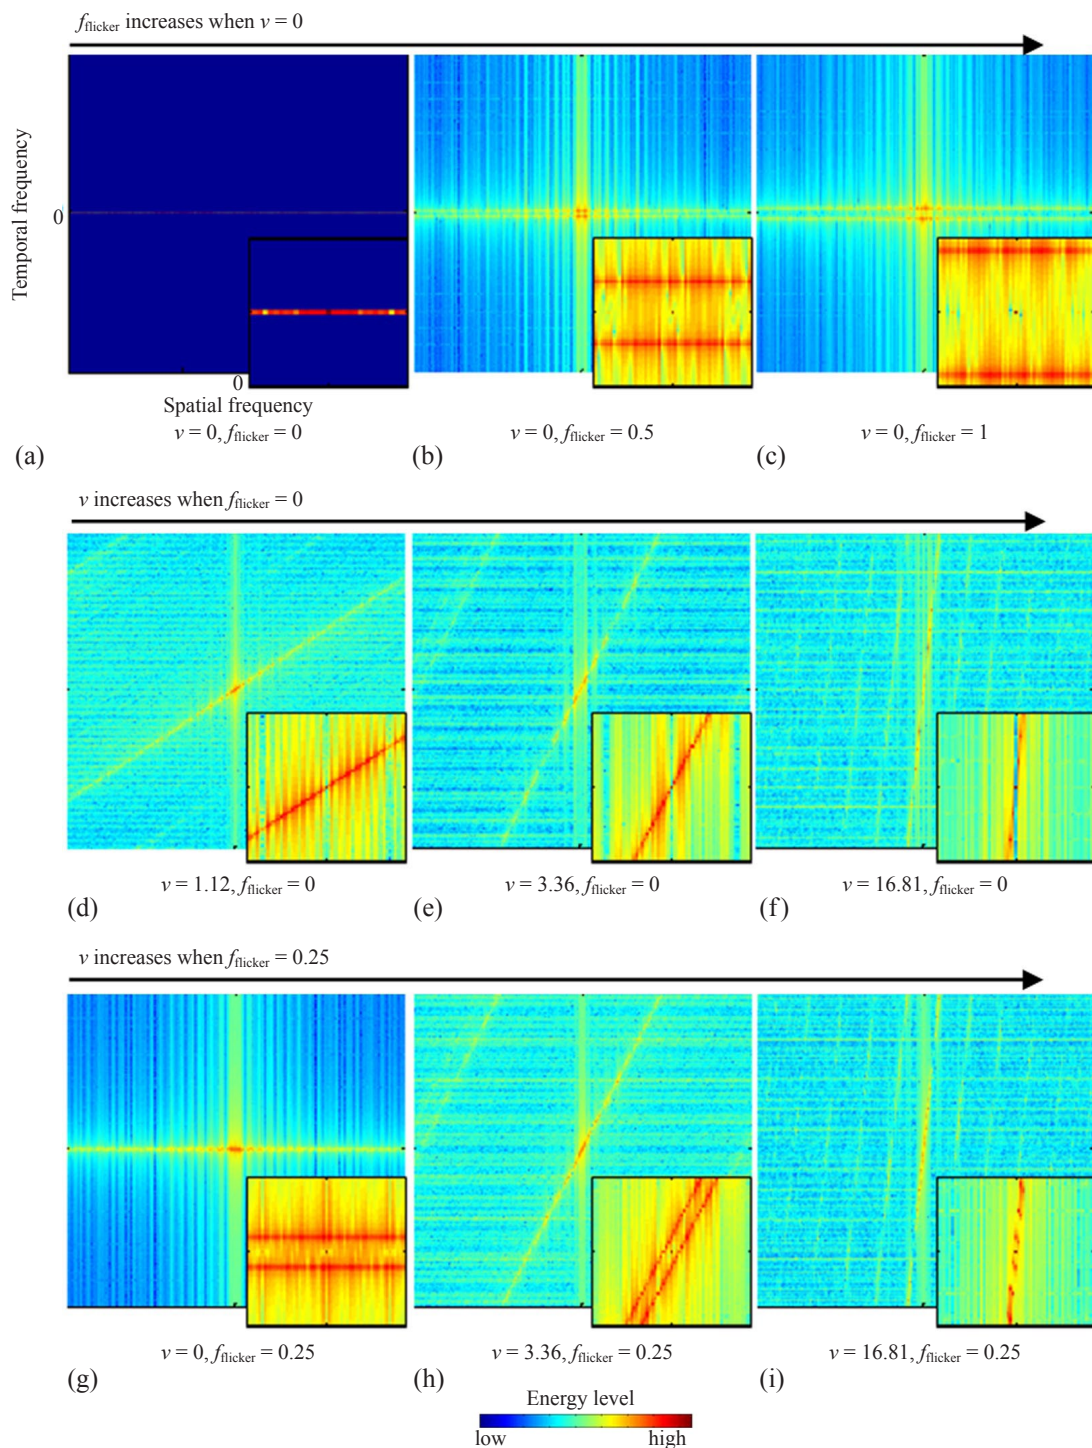 f_flicker increases when v = 0
Temporal frequency
0
0
Spatial frequency
v = 0, f_flicker = 0
v = 0, f_flicker = 0.5
v = 0, f_flicker = 1
(a)
(b)
(c)
v increases when f_flicker = 0
v = 1.12, f_flicker = 0
v = 3.36, f_flicker = 0
v = 16.81, f_flicker = 0
(d)
(e)
(f)
v increases when f_flicker = 0.25
v = 0, f_flicker = 0.25
v = 3.36, f_flicker = 0.25
v = 16.81, f_flicker = 0.25
(g)
(h)
(i)
Energy level
low high